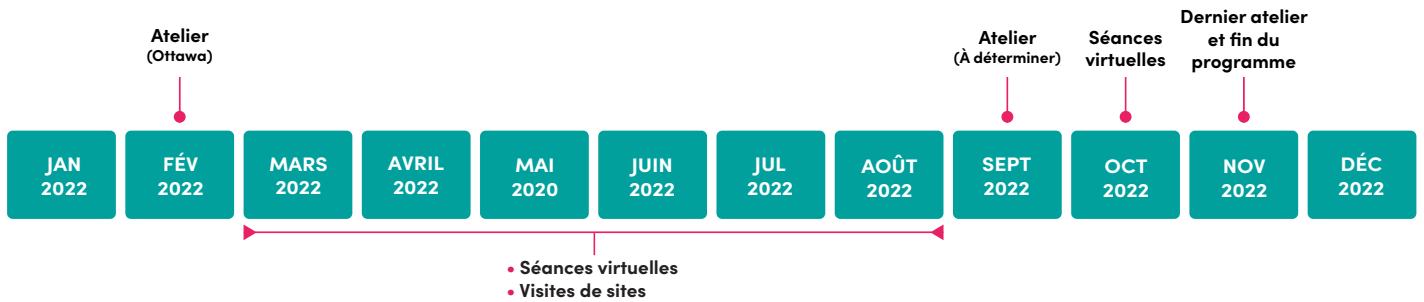 Atelier
(Ottawa)
Atelier
(À déterminer)
Séances
virtuelles
Dernier atelier
et fin du
programme
JAN
2022
FÉV
2022
MARS
2022
AVRIL
2022
MAI
2020
JUIN
2022
JUL
2022
AOÛT
2022
SEPT
2022
OCT
2022
NOV
2022
DÉC
2022
• Séances virtuelles
• Visites de sites